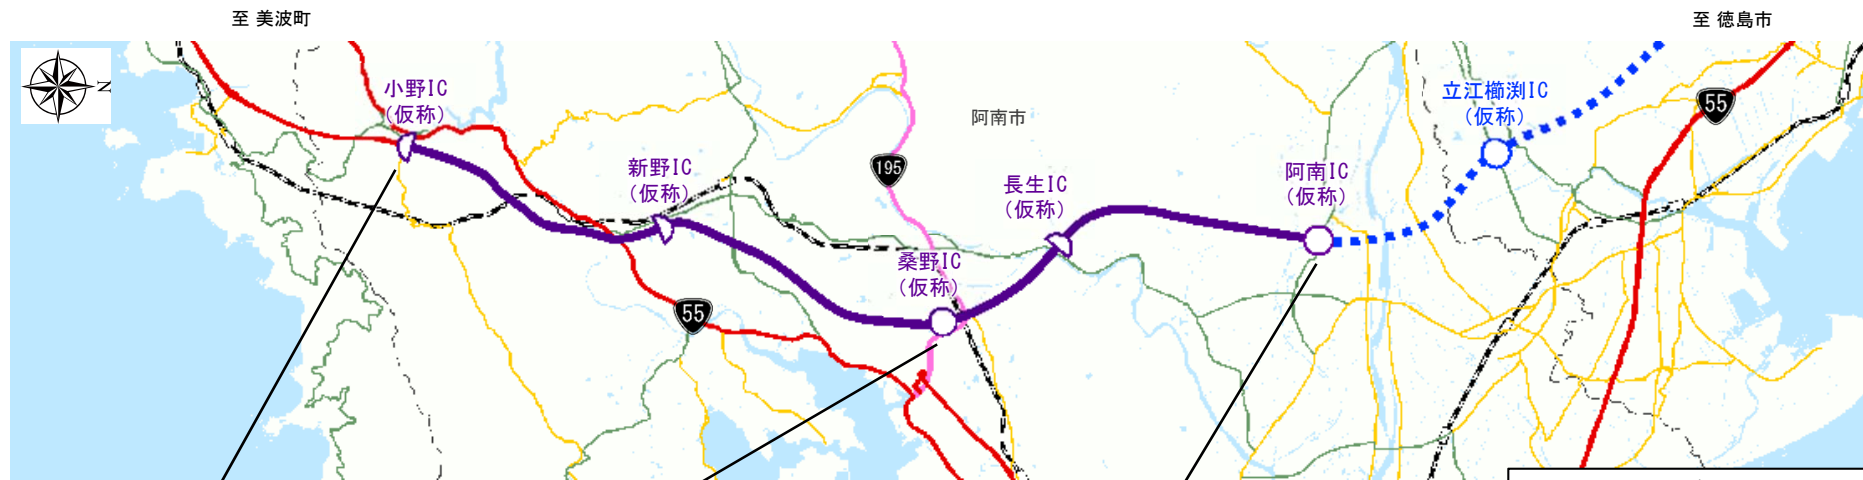 至 美波町
至 徳島市
N
小野IC
(仮称)
新野IC
(仮称)
195
阿南市
長生IC
(仮称)
桑野IC
(仮称)
阿南IC
(仮称)
立江櫛渕IC
(仮称)
55
55